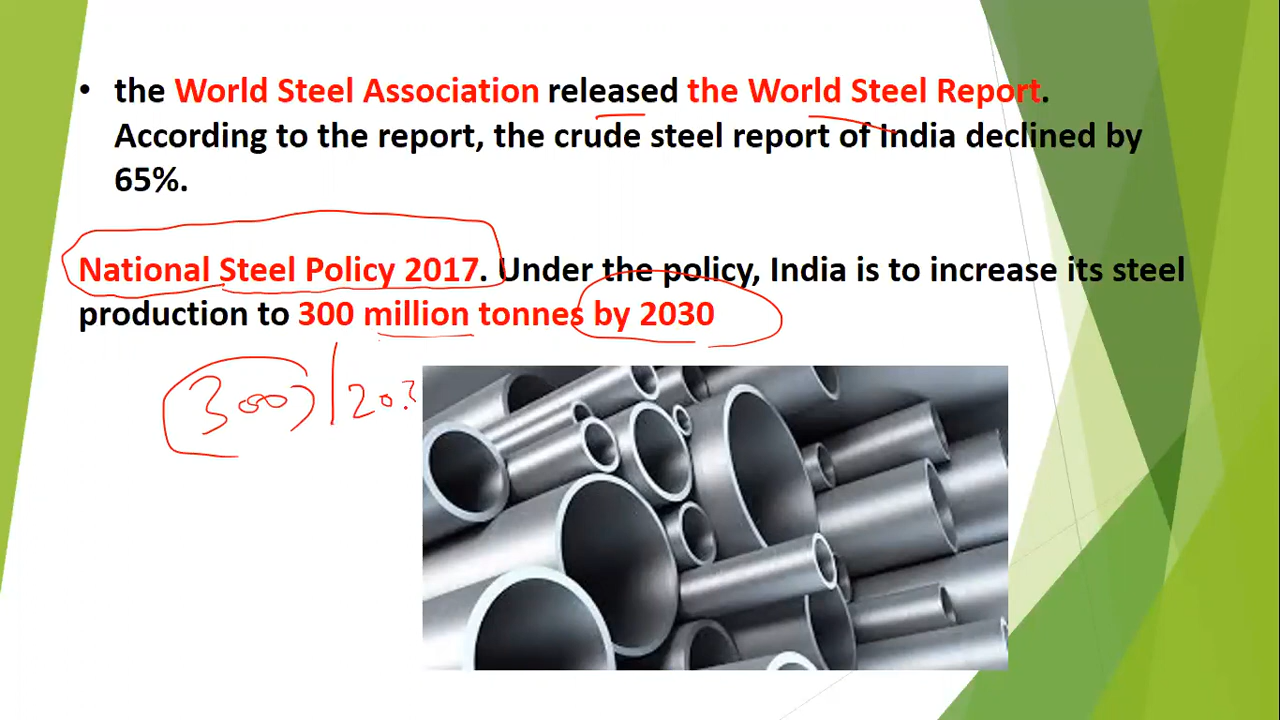 • the World Steel Association released the World Steel Report.
According to the report, the crude steel report of India declined by
65%.
National Steel Policy 2017. Under the policy, India is to increase its steel
production to 300 million tonnes by 2030
300 | 20